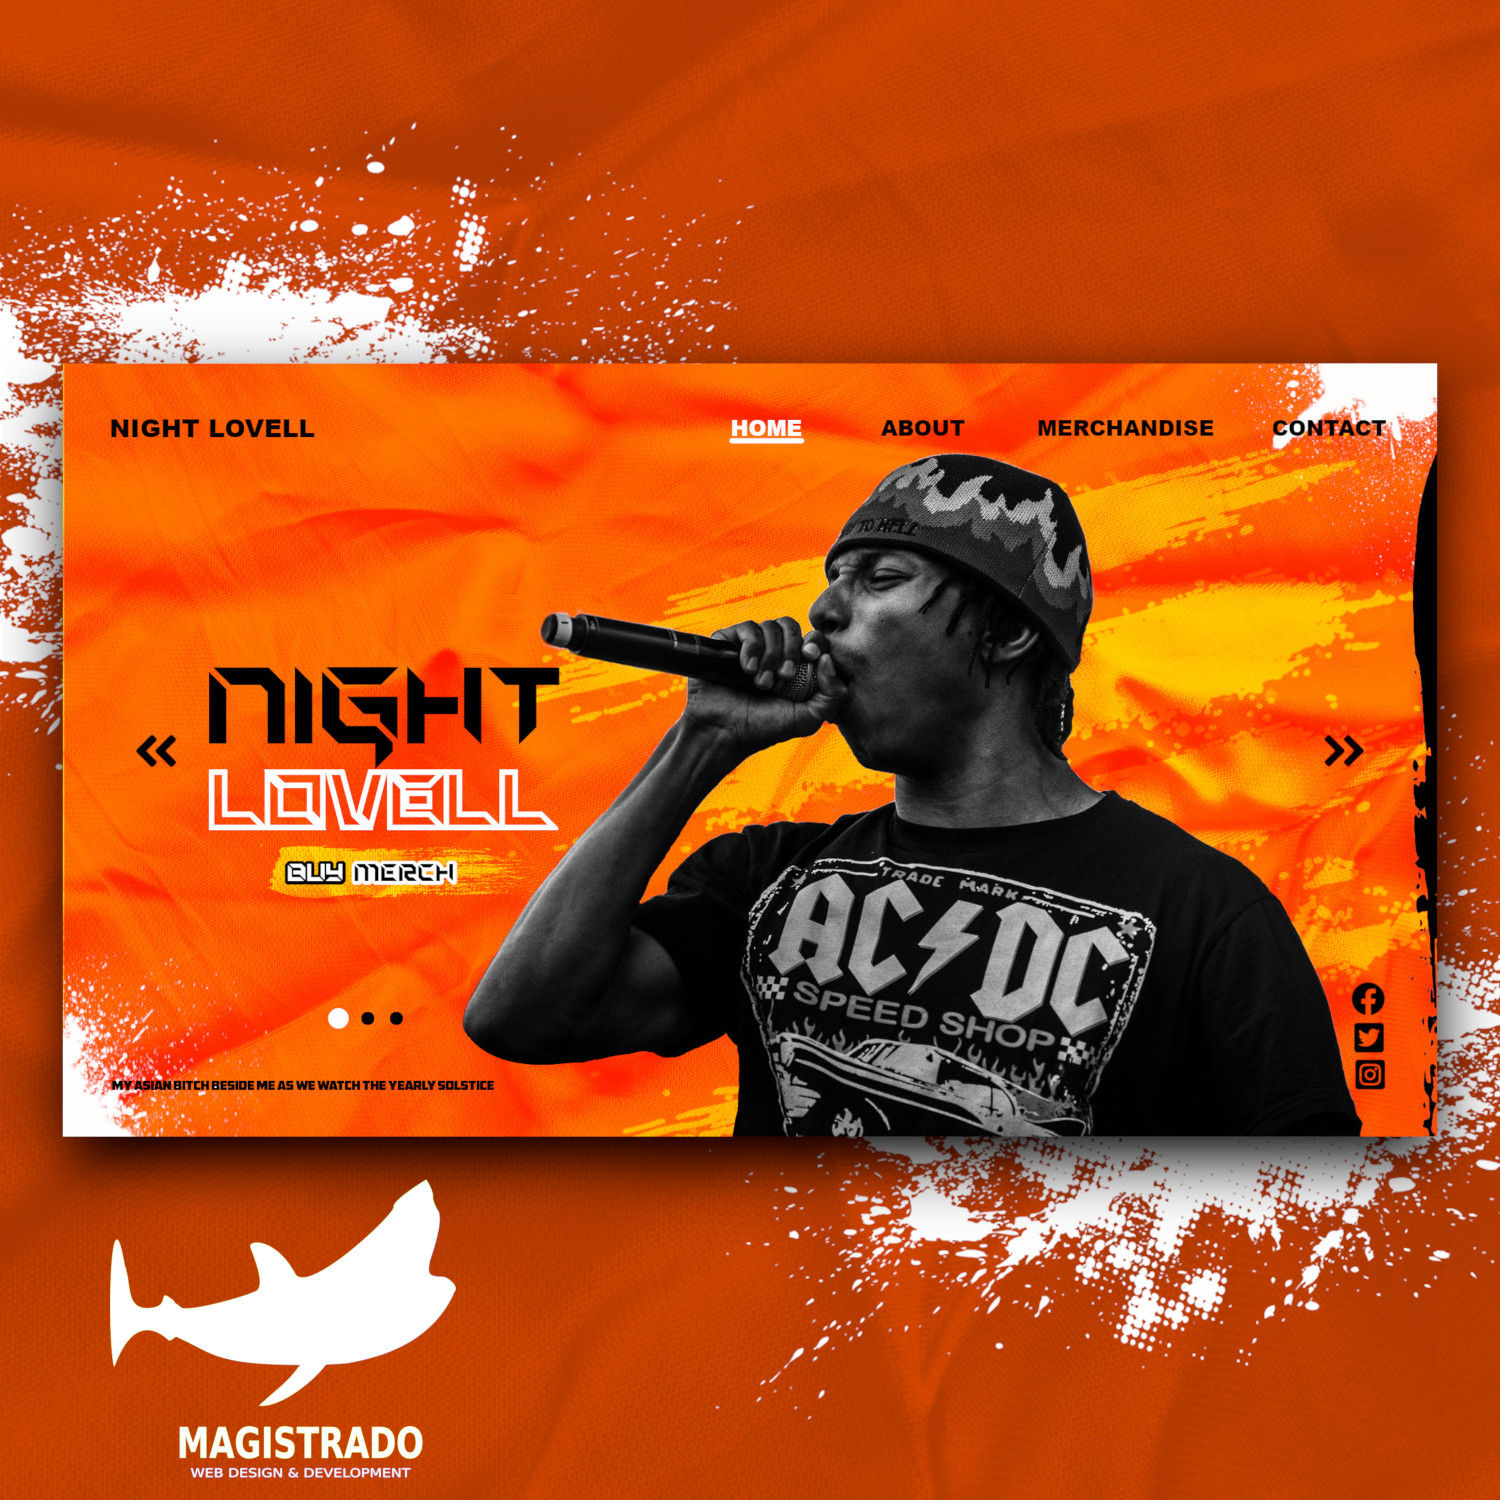 NIGHT LOVELL
HOME ABOUT MERCHANDISE CONTACT
TO HELL
NIGHT
LOVELL
BUY MERCH
TRADE MARK
AC DC
SPEED SHOP
MY ASIAN BITCH BESIDE ME AS WE WATCH THE YEARLY SOLSTICE
MAGISTRADO
WEB DESIGN & DEVELOPMENT